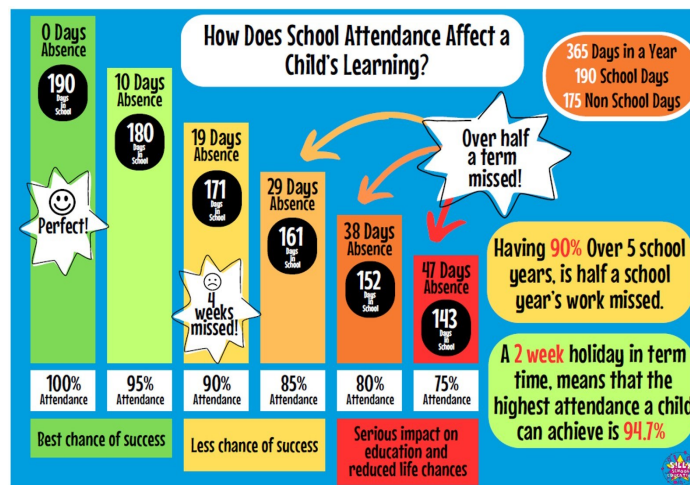 How Does School Attendance Affect a
Child's Learning?
365 Days in a Year
190 School Days
175 Non School Days
0 Days
Absence
190
Days
in
School
Perfect!
10 Days
Absence
180
Days
in
School
19 Days
Absence
171
Days
in
School
4
weeks
missed!
29 Days
Absence
161
Days
in
School
38 Days
Absence
152
Days
in
School
47 Days
Absence
143
Days
in
School
Over half
a term
missed!
Having 90% Over 5 school
years, is half a school
year's work missed.
A 2 week holiday in term
time, means that the
highest attendance a child
can achieve is 94.7%
100%
Attendance
95%
Attendance
90%
Attendance
85%
Attendance
80%
Attendance
75%
Attendance
Best chance of success
Less chance of success
Serious impact on
education and
reduced life chances